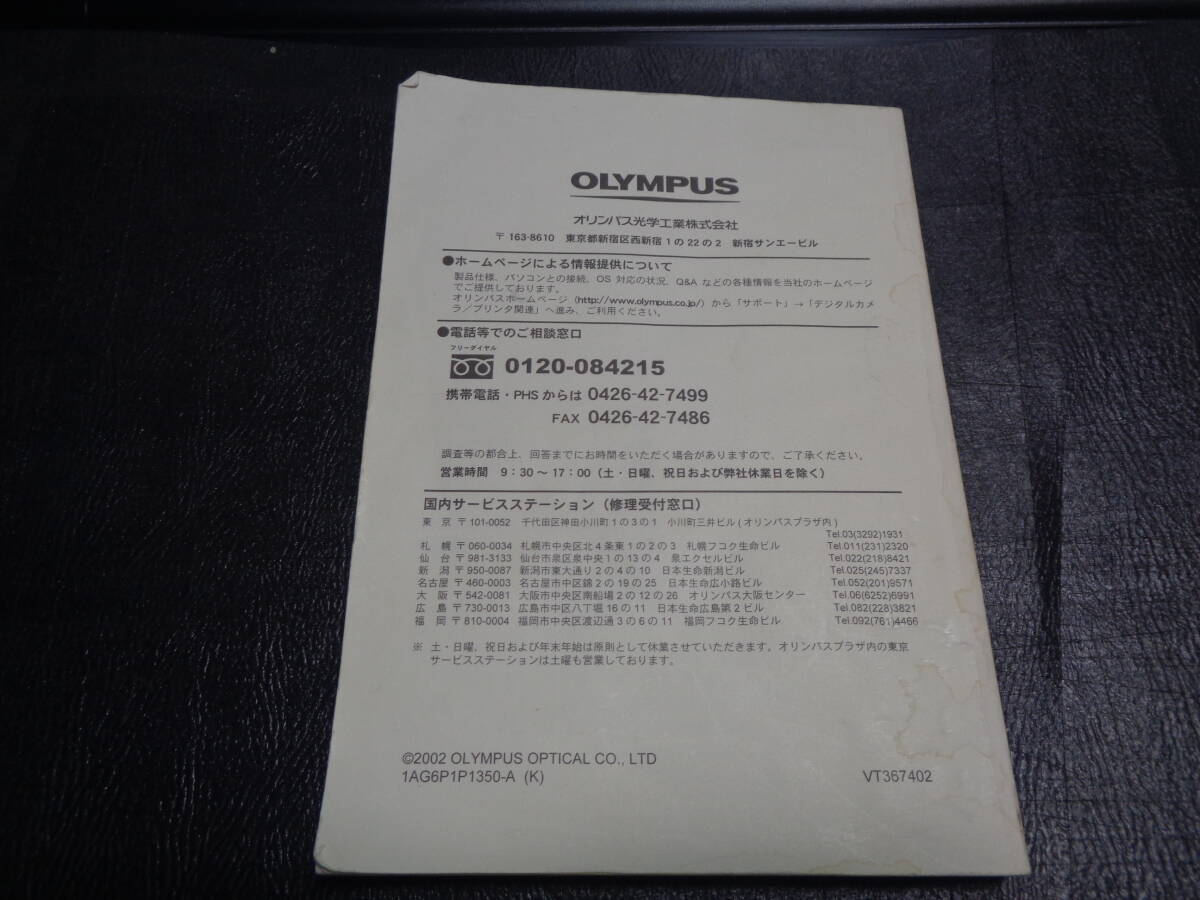 OLYMPUS
オリンパス光学工業株式会社
〒163-8610 東京都新宿区西新宿1の22の2 新宿サンエービル
●ホームページによる情報提供について
製品仕様、パソコンとの接続、OS 対応の状況、Q&A などの各種情報を当社のホームページ
でご提供しております。
オリンパスホームページ（http://www.olympus.co.jp/）から「サポート」→「デジタルカメ
ラ／プリンタ関連」へ進み、ご利用ください。
●電話等でのご相談窓口
フリーダイヤル
0120-084215
携帯電話・PHSからは 0426-42-7499
FAX 0426-42-7486
調査等の都合上、回答までにお時間をいただく場合がありますので、ご了承ください。
営業時間 9：30～17：00（土・日曜、祝日および弊社休業日を除く）
国内サービスステーション（修理受付窓口）
東 京 〒101-0052 千代田区神田小川町1の3の1 小川町三井ビル(オリンパスプラザ内)
Tel.03(3292)1931
札 幌 〒060-0034 札幌市中央区北4条東1の2の3 札幌フコク生命ビル Tel.011(231)2320
仙 台 〒981-3133 仙台市泉区泉中央1の13の4 泉エクセルビル Tel.022(218)8421
新 潟 〒950-0087 新潟市東大通り2の4の10 日本生命新潟ビル Tel.025(245)7337
名古屋 〒460-0003 名古屋市中区錦2の19の25 日本生命広小路ビル Tel.052(201)9571
大 阪 〒542-0081 大阪市中央区南船場2の12の26 オリンパス大阪センター Tel.06(6252)6991
広 島 〒730-0013 広島市中区八丁堀16の11 日本生命広島第2ビル Tel.082(228)3821
福 岡 〒810-0004 福岡市中央区渡辺通3の6の11 福岡フコク生命ビル Tel.092(761)4466
※ 土・日曜、祝日および年末年始は原則として休業させていただきます。オリンパスプラザ内の東京
サービスステーションは土曜も営業しております。
©2002 OLYMPUS OPTICAL CO., LTD
1AG6P1P1350-A (K) VT367402